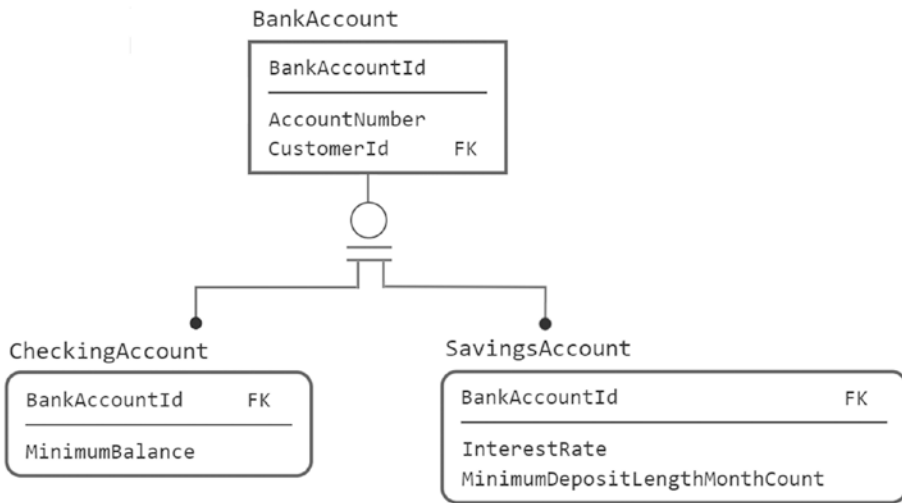 BankAccount
BankAccountId
AccountNumber
CustomerId FK
CheckingAccount
BankAccountId FK
MinimumBalance
SavingsAccount
BankAccountId FK
InterestRate
MinimumDepositLengthMonthCount